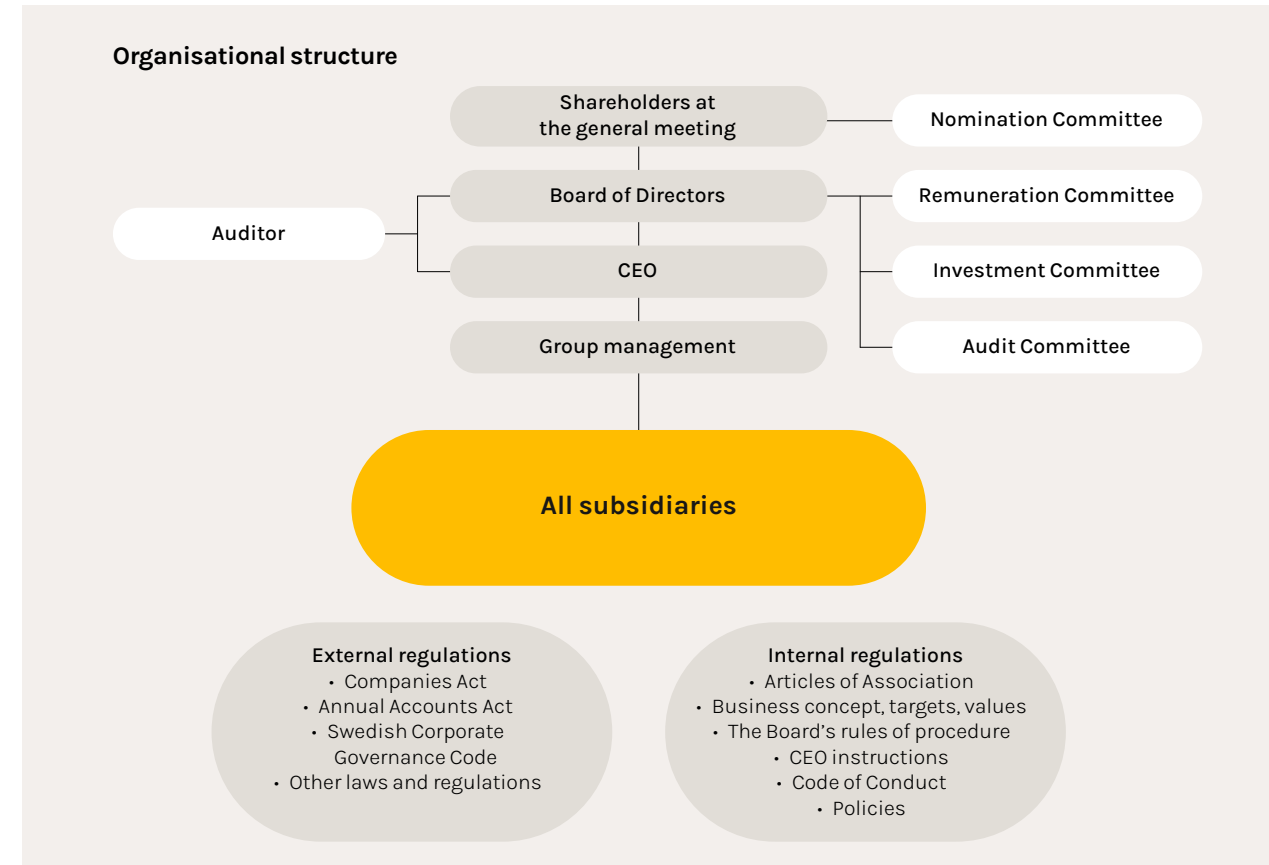 Organisational structure
Shareholders at
the general meeting
Nomination Committee
Board of Directors
Remuneration Committee
Auditor
CEO
Investment Committee
Group management
Audit Committee
All subsidiaries
External regulations
• Companies Act
• Annual Accounts Act
• Swedish Corporate
Governance Code
• Other laws and regulations
Internal regulations
• Articles of Association
• Business concept, targets, values
• The Board’s rules of procedure
• CEO instructions
• Code of Conduct
• Policies